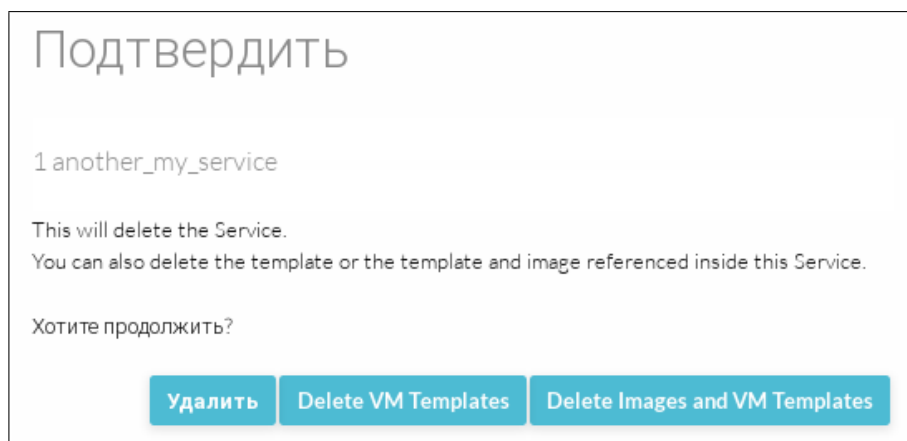 Подтвердить
1 another_my_service
This will delete the Service.
You can also delete the template or the template and image referenced inside this Service.
Хотите продолжить?
Удалить Delete VM Templates Delete Images and VM Templates